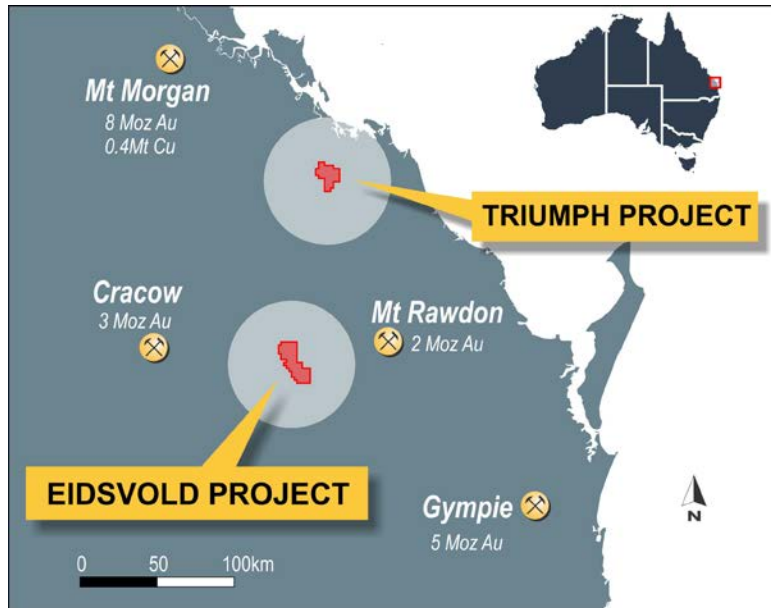 Mt Morgan
8 Moz Au
0.4Mt Cu
TRIUMPH PROJECT
Cracow
3 Moz Au
Mt Rawdon
2 Moz Au
EIDSVOLD PROJECT
Gympie
5 Moz Au
N
0 50 100km